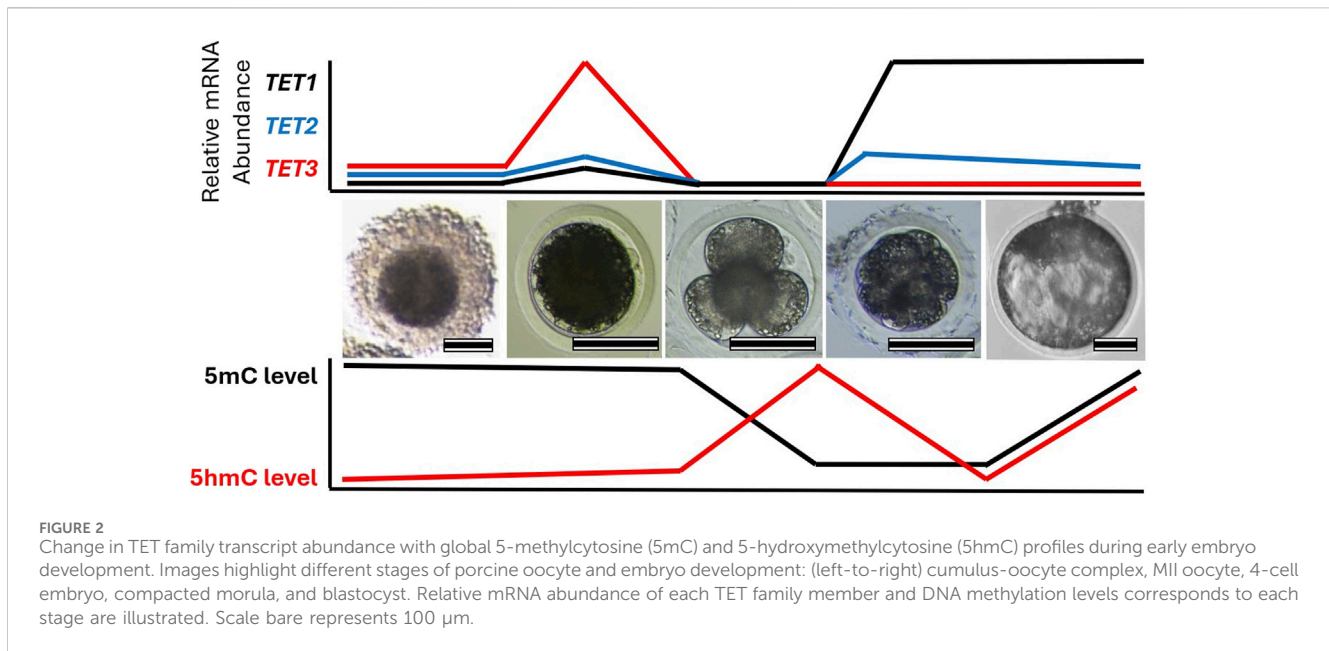 Relative mRNA
Abundance
TET1
TET2
TET3
5mC level
5hmC level
FIGURE 2
Change in TET family transcript abundance with global 5-methylcytosine (5mC) and 5-hydroxymethylcytosine (5hmC) profiles during early embryo
development. Images highlight different stages of porcine oocyte and embryo development: (left-to-right) cumulus-oocyte complex, MII oocyte, 4-cell
embryo, compacted morula, and blastocyst. Relative mRNA abundance of each TET family member and DNA methylation levels corresponds to each
stage are illustrated. Scale bare represents 100 μm.